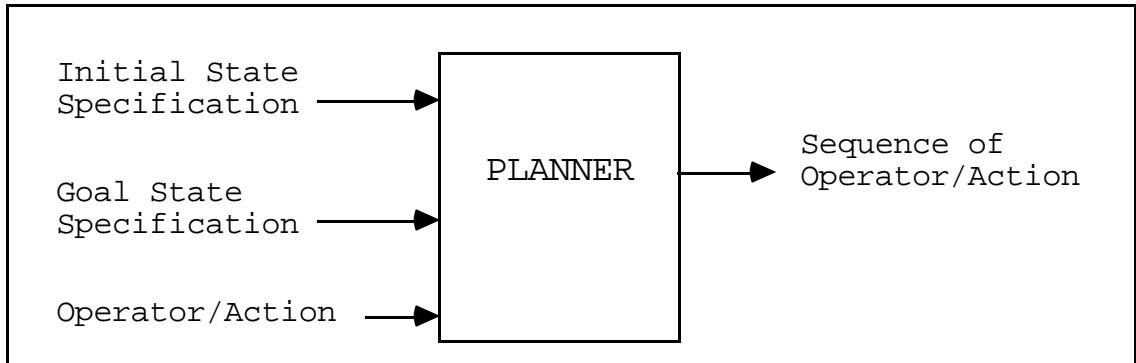 Initial State
Specification
Goal State
Specification
Operator/Action
PLANNER
Sequence of
Operator/Action